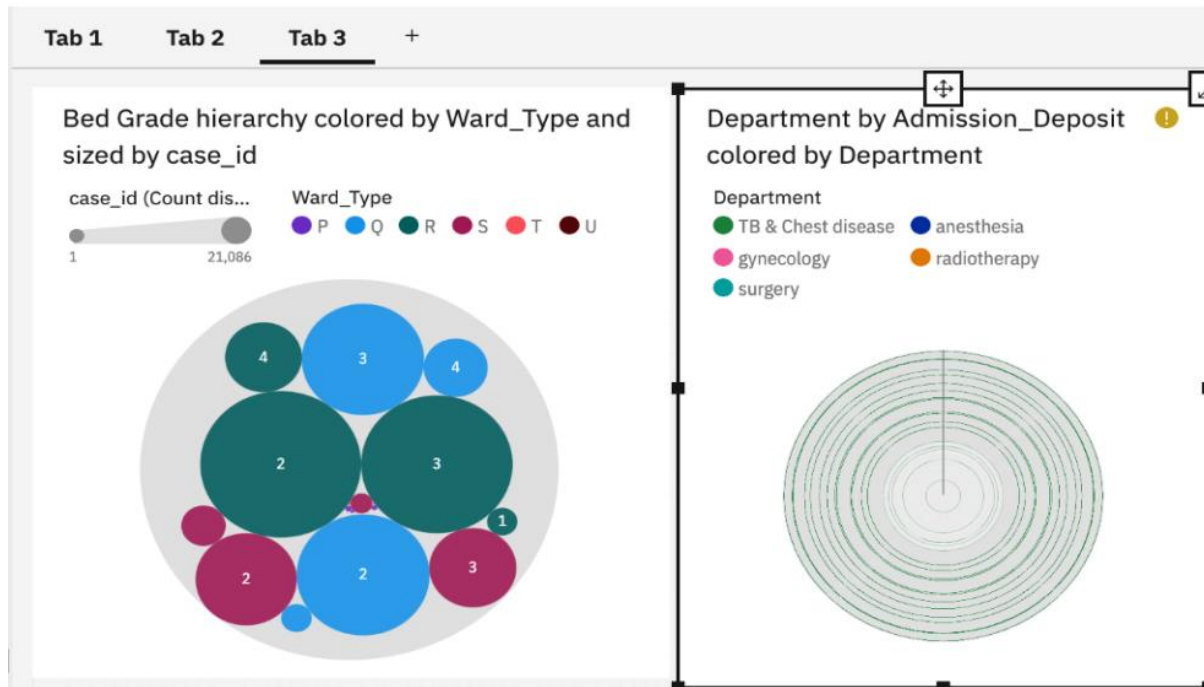 Tab 1 Tab 2 Tab 3 +
Bed Grade hierarchy colored by Ward_Type and
sized by case_id
case_id (Count dis...
1 21,086
Ward_Type
P Q R S T U
4
3
4
2
3
1
2
2
3
Department by Admission_Deposit
colored by Department
!
Department
TB & Chest disease anesthesia
gynecology radiotherapy
surgery